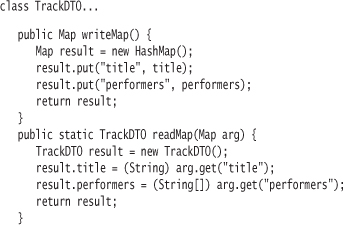 class TrackDTO...
public Map writeMap() {
Map result = new HashMap();
result.put("title", title);
result.put("performers", performers);
return result;
}
public static TrackDTO readMap(Map arg) {
TrackDTO result = new TrackDTO();
result.title = (String) arg.get("title");
result.performers = (String[]) arg.get("performers");
return result;
}